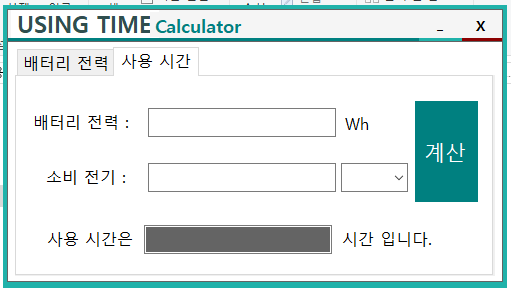 USING TIME Calculator
_ X
배터리 전력 사용 시간
배터리 전력 : Wh
계산
소비 전기 :
사용 시간은 시간 입니다.